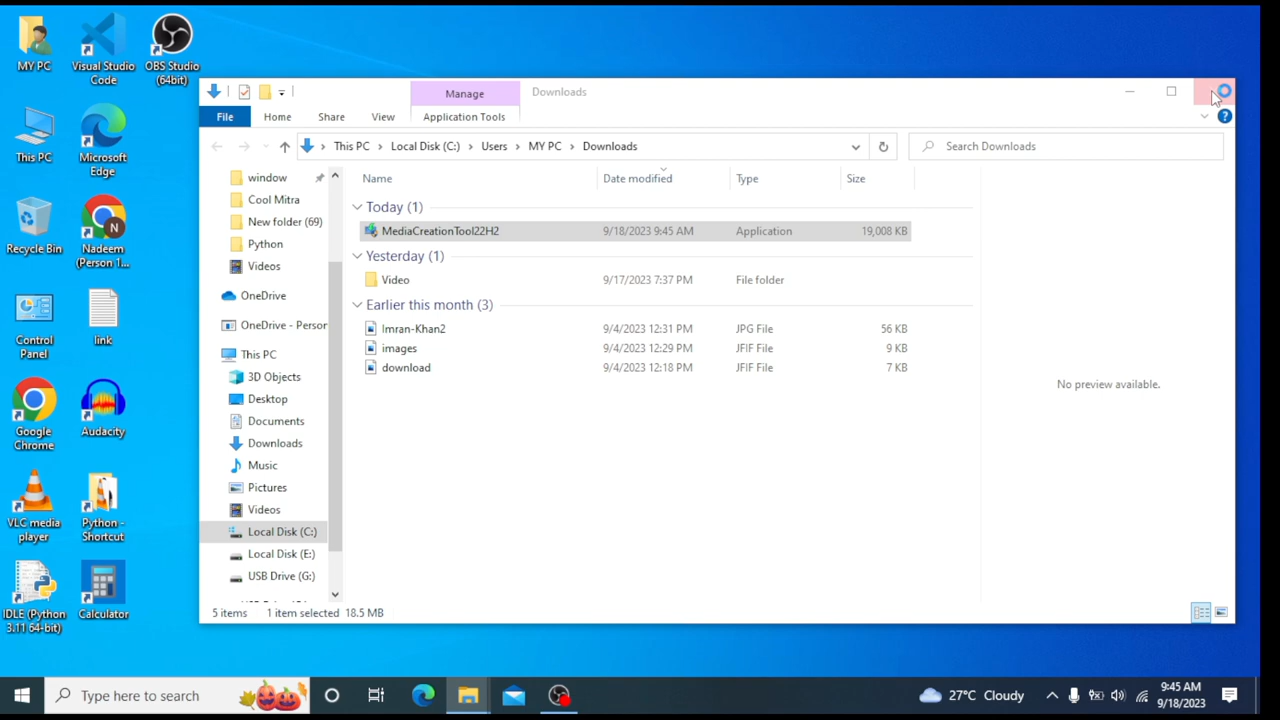 MY PC
Visual Studio
Code
OBS Studio
(64bit)
This PC
Microsoft
Edge
Recycle Bin
Nadeem
(Person 1...
N
Control
Panel
link
Google
Chrome
Audacity
VLC media
player
Python -
Shortcut
IDLE (Python
3.11 64-bit)
Calculator
Manage
Downloads
File
Home
Share
View
Application Tools
This PC > Local Disk (C:) > Users > MY PC > Downloads
Search Downloads
window
Cool Mitra
New folder (69)
Python
Videos
OneDrive
OneDrive - Person
This PC
3D Objects
Desktop
Documents
Downloads
Music
Pictures
Videos
Local Disk (C:)
Local Disk (E:)
USB Drive (G:)
Name Date modified Type Size
Today (1)
MediaCreationTool22H2 9/18/2023 9:45 AM Application 19,008 KB
Yesterday (1)
Video 9/17/2023 7:37 PM File folder
Earlier this month (3)
Imran-Khan2 9/4/2023 12:31 PM JPG File 56 KB
images 9/4/2023 12:29 PM JFIF File 9 KB
download 9/4/2023 12:18 PM JFIF File 7 KB
No preview available.
5 items 1 item selected 18.5 MB
Type here to search
27°C Cloudy
9:45 AM
9/18/2023